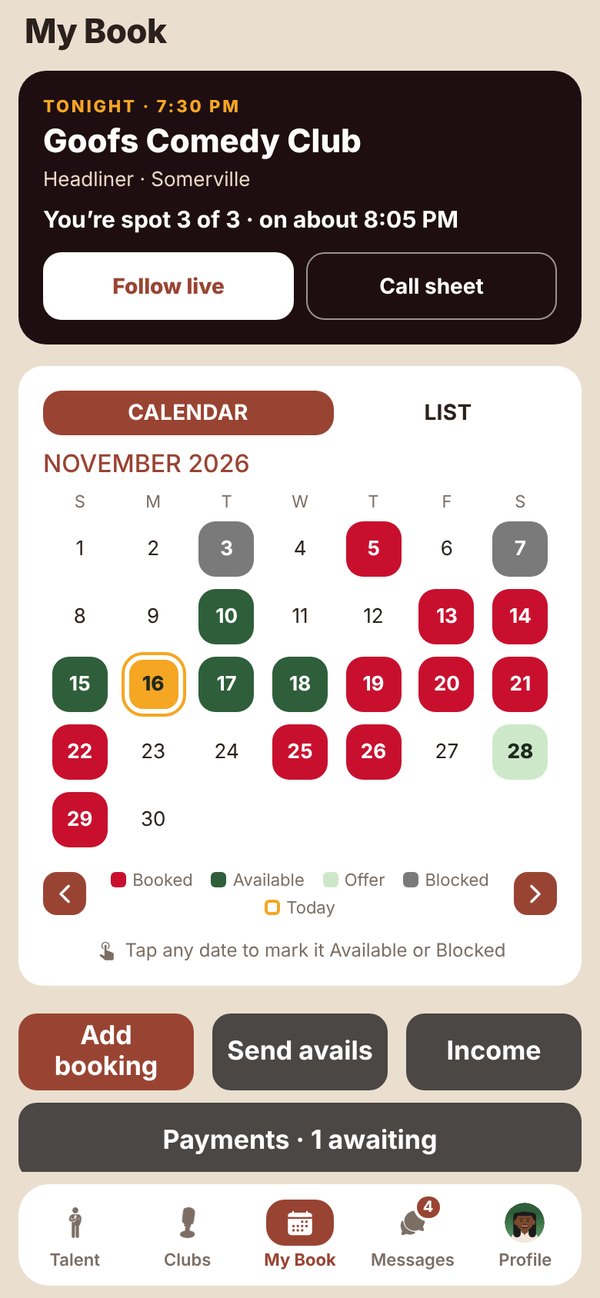 My Book
TONIGHT · 7:30 PM
Goofs Comedy Club
Headliner · Somerville
You’re spot 3 of 3 · on about 8:05 PM
Follow live
Call sheet
CALENDAR
LIST
NOVEMBER 2026
S M T W T F S
1 2 3 4 5 6 7
8 9 10 11 12 13 14
15 16 17 18 19 20 21
22 23 24 25 26 27 28
29 30
Booked Available Offer Blocked
Today
Tap any date to mark it Available or Blocked
Add
booking
Send avails
Income
Payments · 1 awaiting
4
Talent Clubs My Book Messages Profile